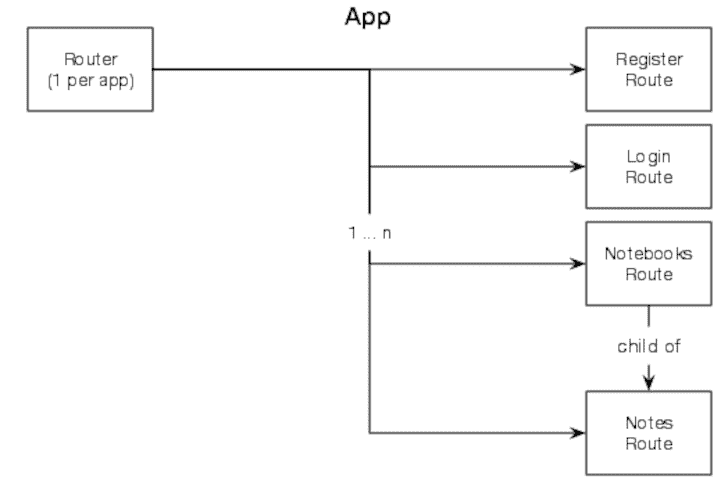 App
Router
(1 per app)
Register
Route
Login
Route
1 ... n
Notebooks
Route
child of
Notes
Route